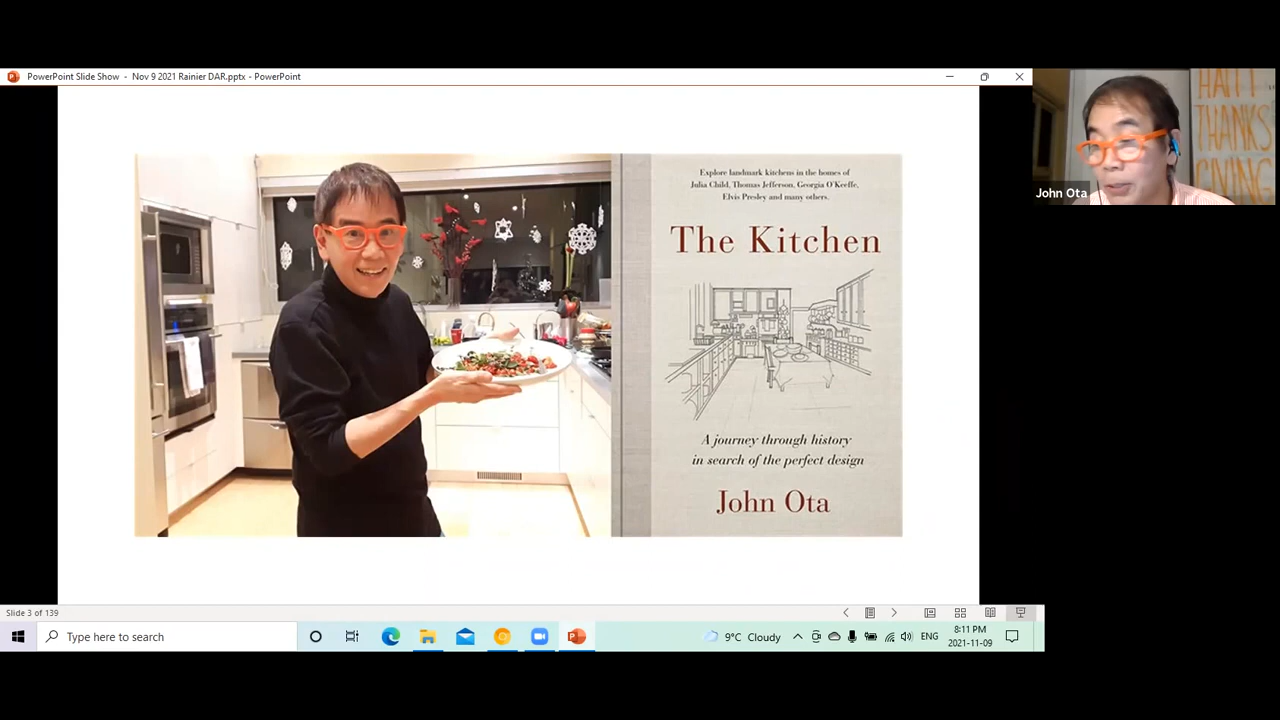 PowerPoint Slide Show - Nov 9 2021 Rainier DAR.pptx - PowerPoint
HAPPY
THANKS
GIVING
John Ota
Explore landmark kitchens in the homes of
Julia Child, Thomas Jefferson, Georgia O'Keeffe,
Elvis Presley and many others.
The Kitchen
A journey through history
in search of the perfect design
John Ota
Slide 3 of 139
Type here to search
9°C Cloudy
ENG
8:11 PM
2021-11-09